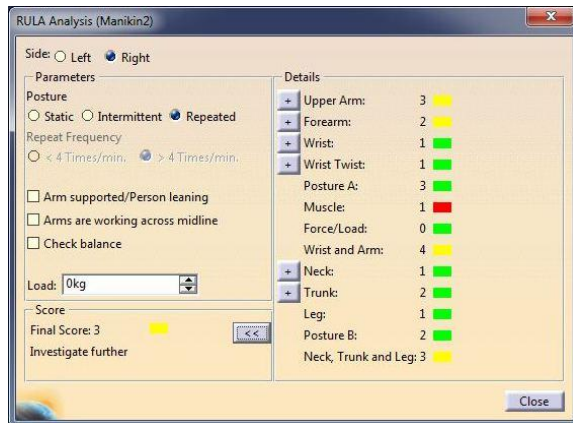 RULA Analysis (Manikin2)
Side: Left Right
Parameters
Posture
Static Intermittent Repeated
Repeat Frequency
< 4 Times/min. > 4 Times/min.
Arm supported/Person leaning
Arms are working across midline
Check balance
Load: 0kg
Score
Final Score: 3
<<
Investigate further
Details
+ Upper Arm: 3
+ Forearm: 2
+ Wrist: 1
+ Wrist Twist: 1
Posture A: 3
Muscle: 1
Force/Load: 0
Wrist and Arm: 4
+ Neck: 1
+ Trunk: 2
Leg: 1
Posture B: 2
Neck, Trunk and Leg: 3
Close